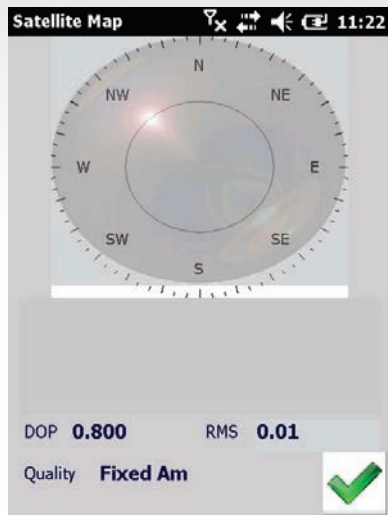 Satellite Map 11:22
N
NW NE
W E
SW SE
S
DOP 0.800 RMS 0.01
Quality Fixed Am